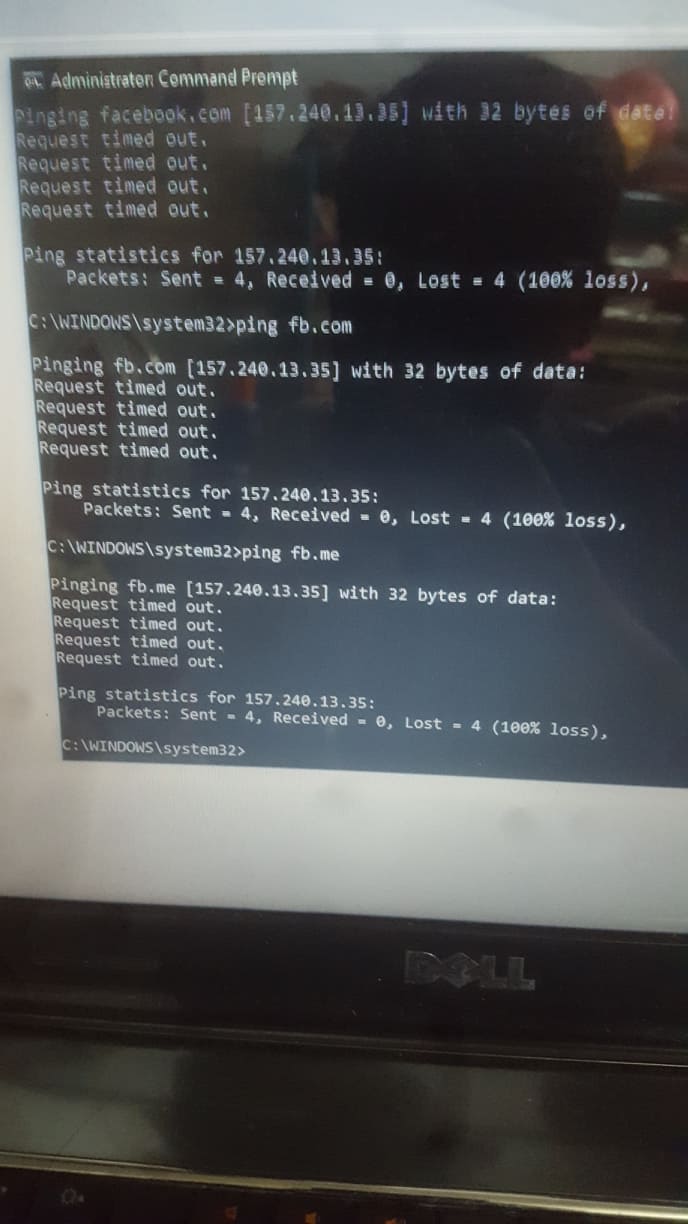 Administrator: Command Prompt
Pinging facebook.com [157.240.13.35] with 32 bytes of data:
Request timed out.
Request timed out.
Request timed out.
Request timed out.
Ping statistics for 157.240.13.35:
Packets: Sent = 4, Received = 0, Lost = 4 (100% loss),
C:\WINDOWS\system32>ping fb.com
Pinging fb.com [157.240.13.35] with 32 bytes of data:
Request timed out.
Request timed out.
Request timed out.
Request timed out.
Ping statistics for 157.240.13.35:
Packets: Sent = 4, Received = 0, Lost = 4 (100% loss),
C:\WINDOWS\system32>ping fb.me
Pinging fb.me [157.240.13.35] with 32 bytes of data:
Request timed out.
Request timed out.
Request timed out.
Request timed out.
Ping statistics for 157.240.13.35:
Packets: Sent = 4, Received = 0, Lost = 4 (100% loss),
C:\WINDOWS\system32>
DELL